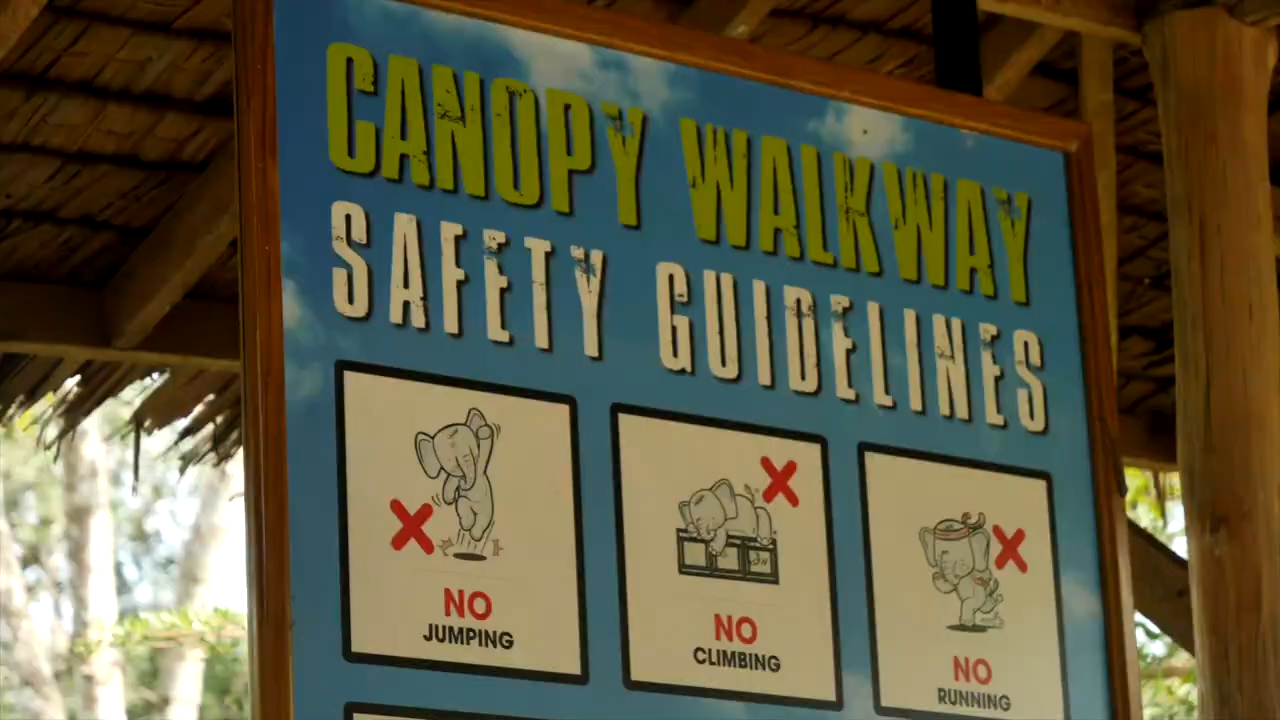 CANOPY WALKWAY
SAFETY GUIDELINES
NO
JUMPING
NO
CLIMBING
NO
RUNNING